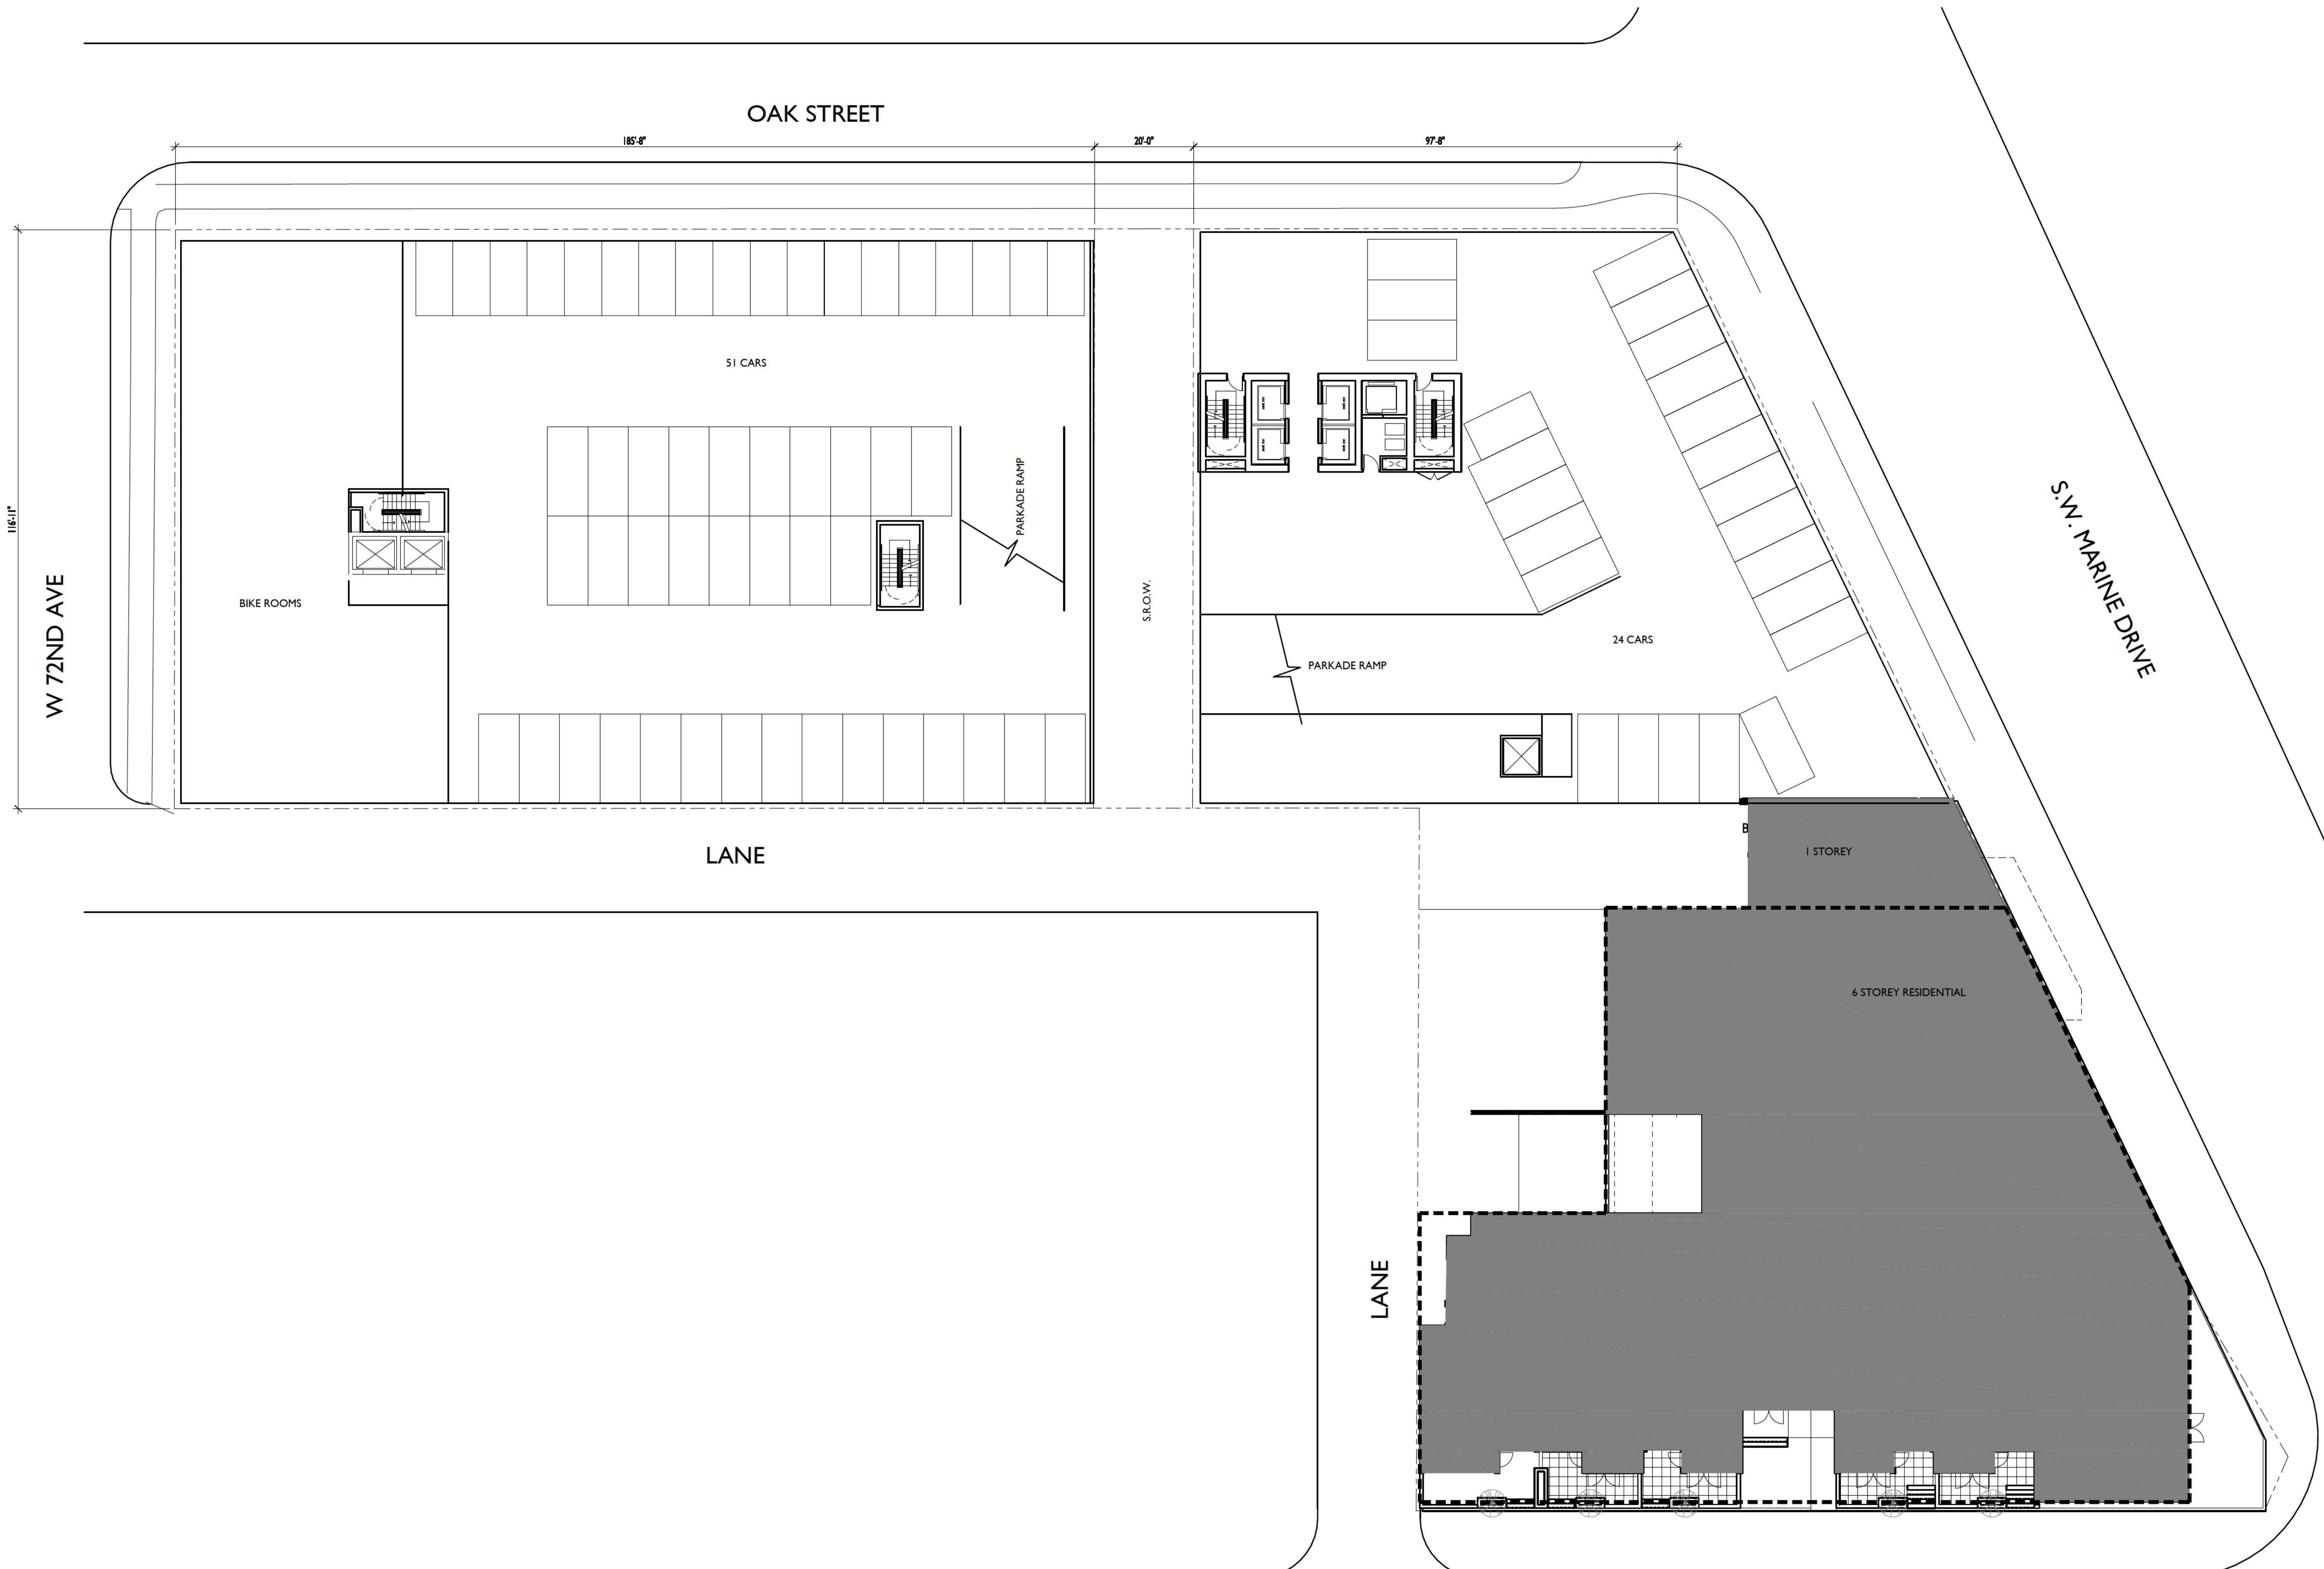 OAK STREET
185'-8"
20'-0"
97'-8"
116'-11"
W 72ND AVE
51 CARS
PARKADE RAMP
BIKE ROOMS
S.R.O.W.
S.W. MARINE DRIVE
24 CARS
PARKADE RAMP
LANE
B
1 STOREY
6 STOREY RESIDENTIAL
LANE